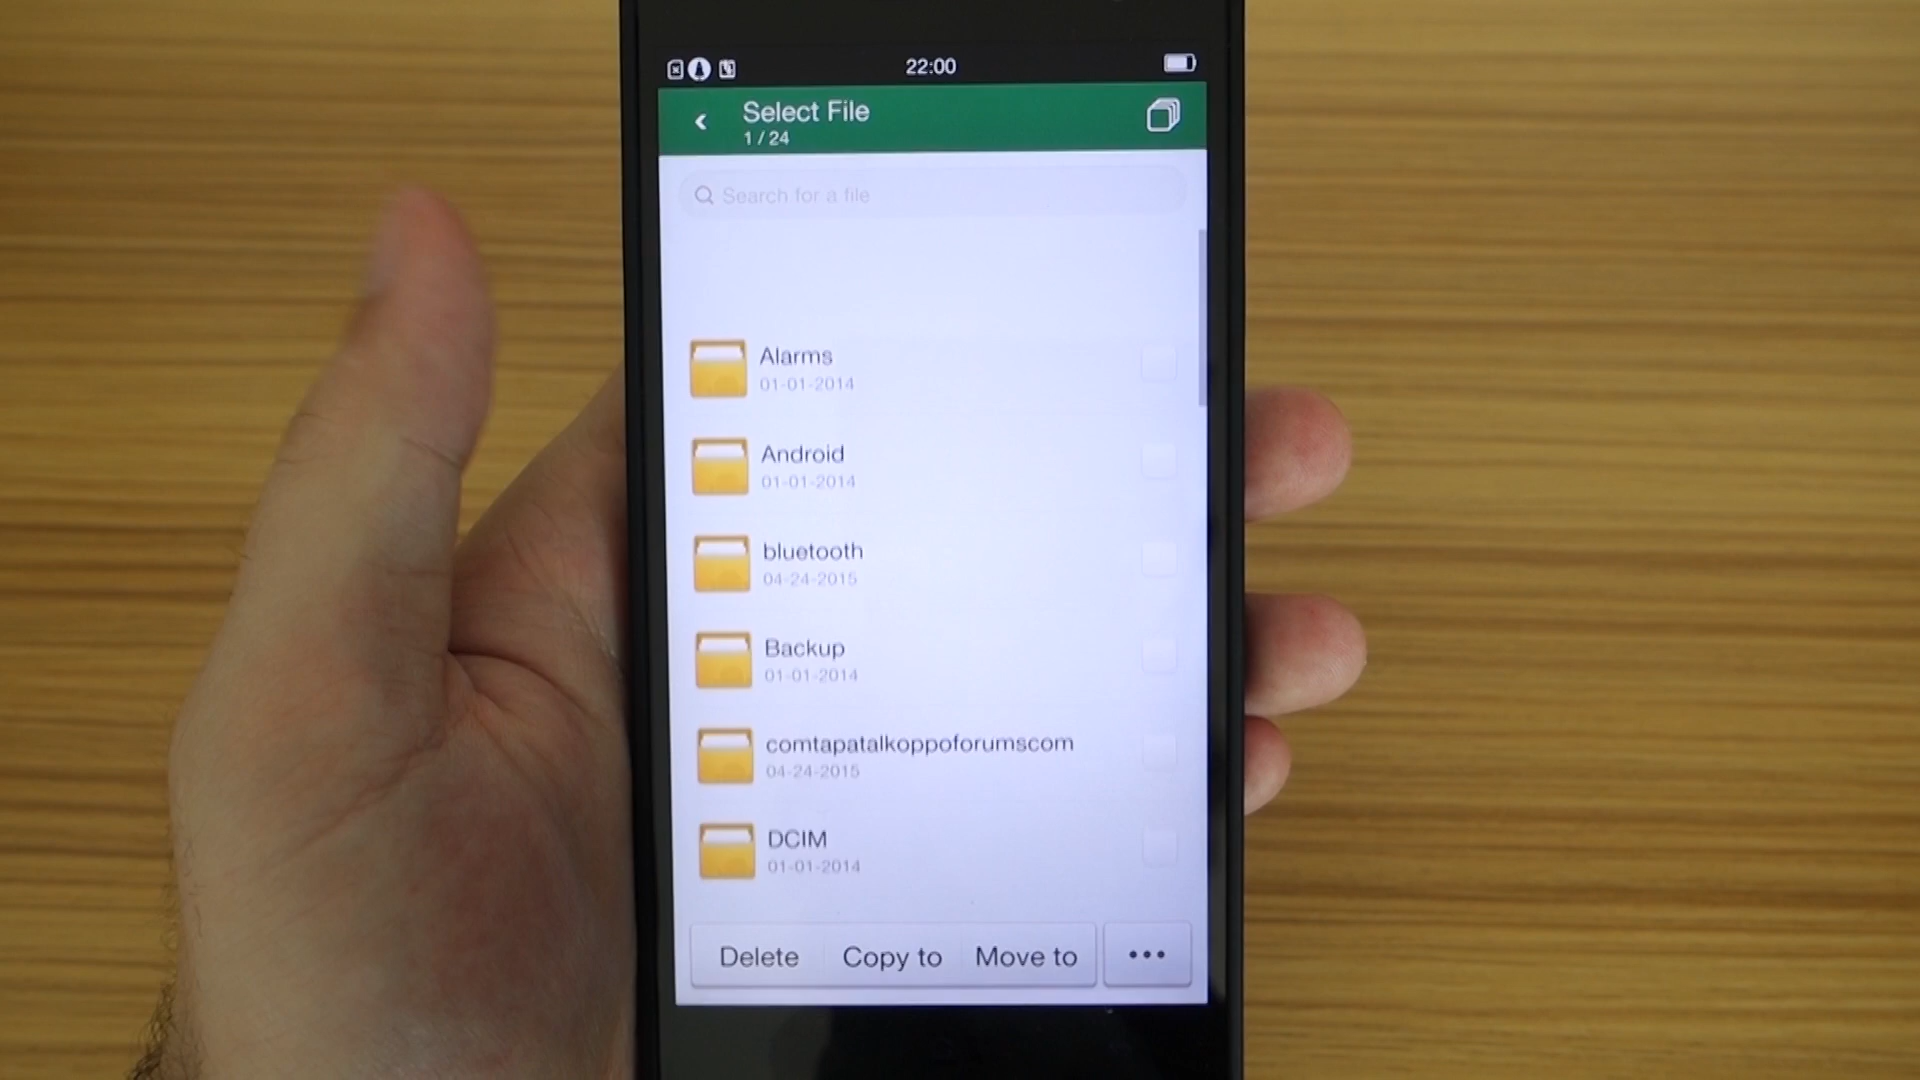 22:00
Select File
1 / 24
Search for a file
Alarms
01-01-2014
Android
01-01-2014
bluetooth
04-24-2015
Backup
01-01-2014
comtapatalkoppoforumscom
04-24-2015
DCIM
01-01-2014
Delete Copy to Move to •••